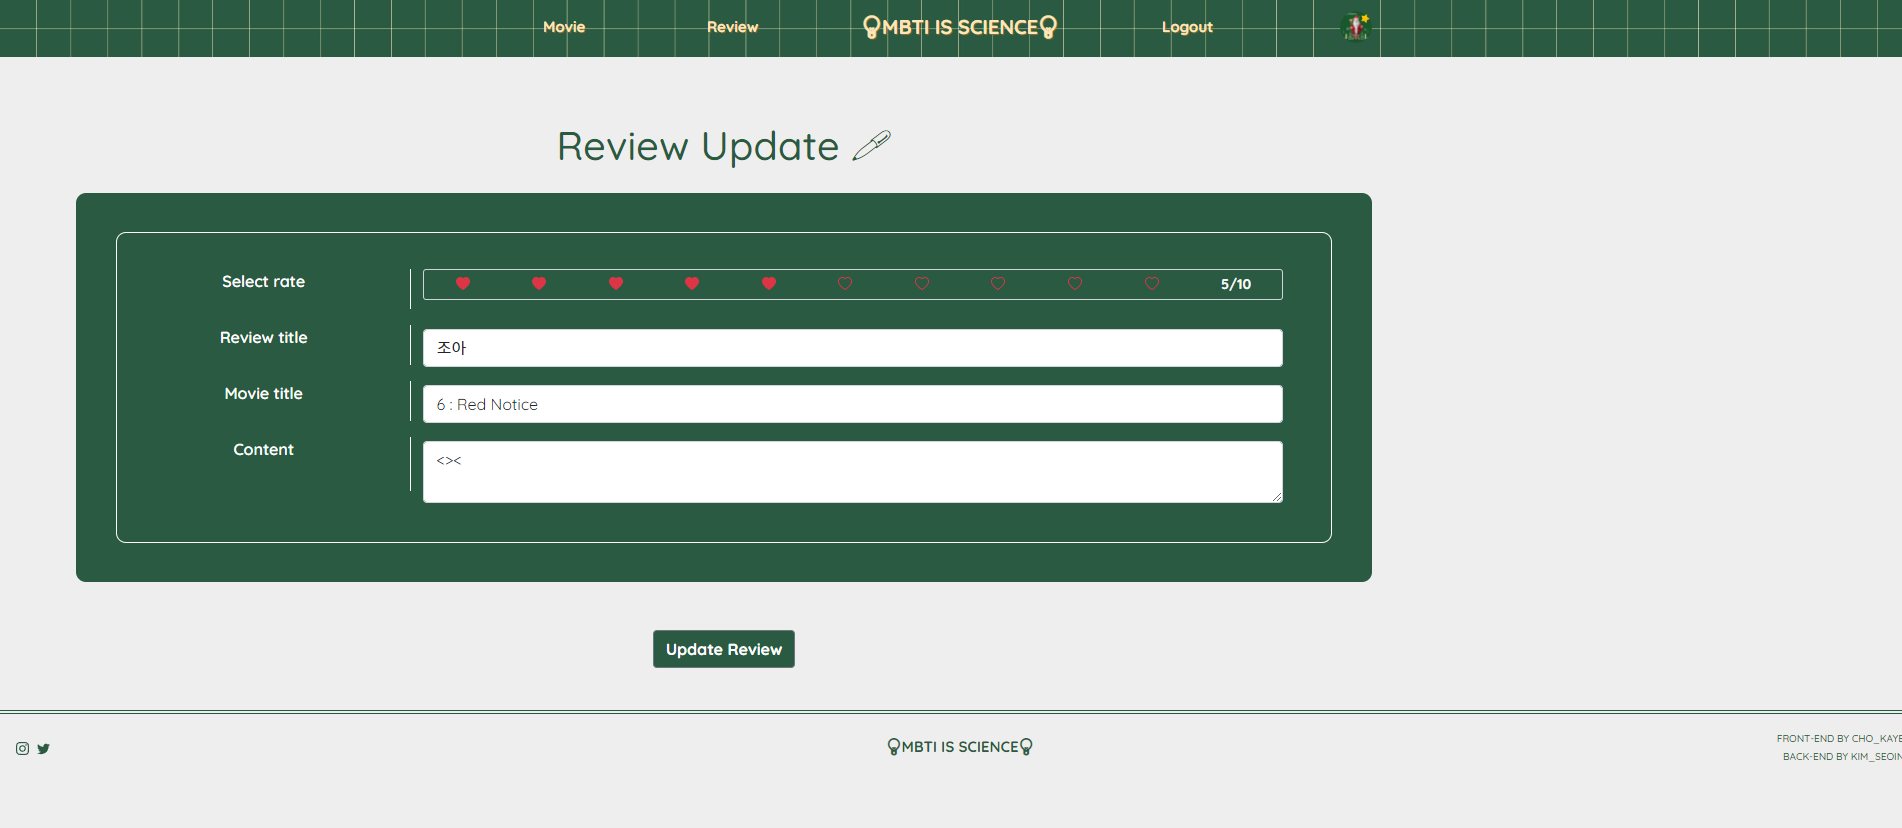 Movie
Review
MBTI IS SCIENCE
Logout
Review Update
Select rate
5/10
Review title
조아
Movie title
6 : Red Notice
Content
<><
Update Review
MBTI IS SCIENCE
FRONT-END BY CHO_KAYE
BACK-END BY KIM_SEOIN